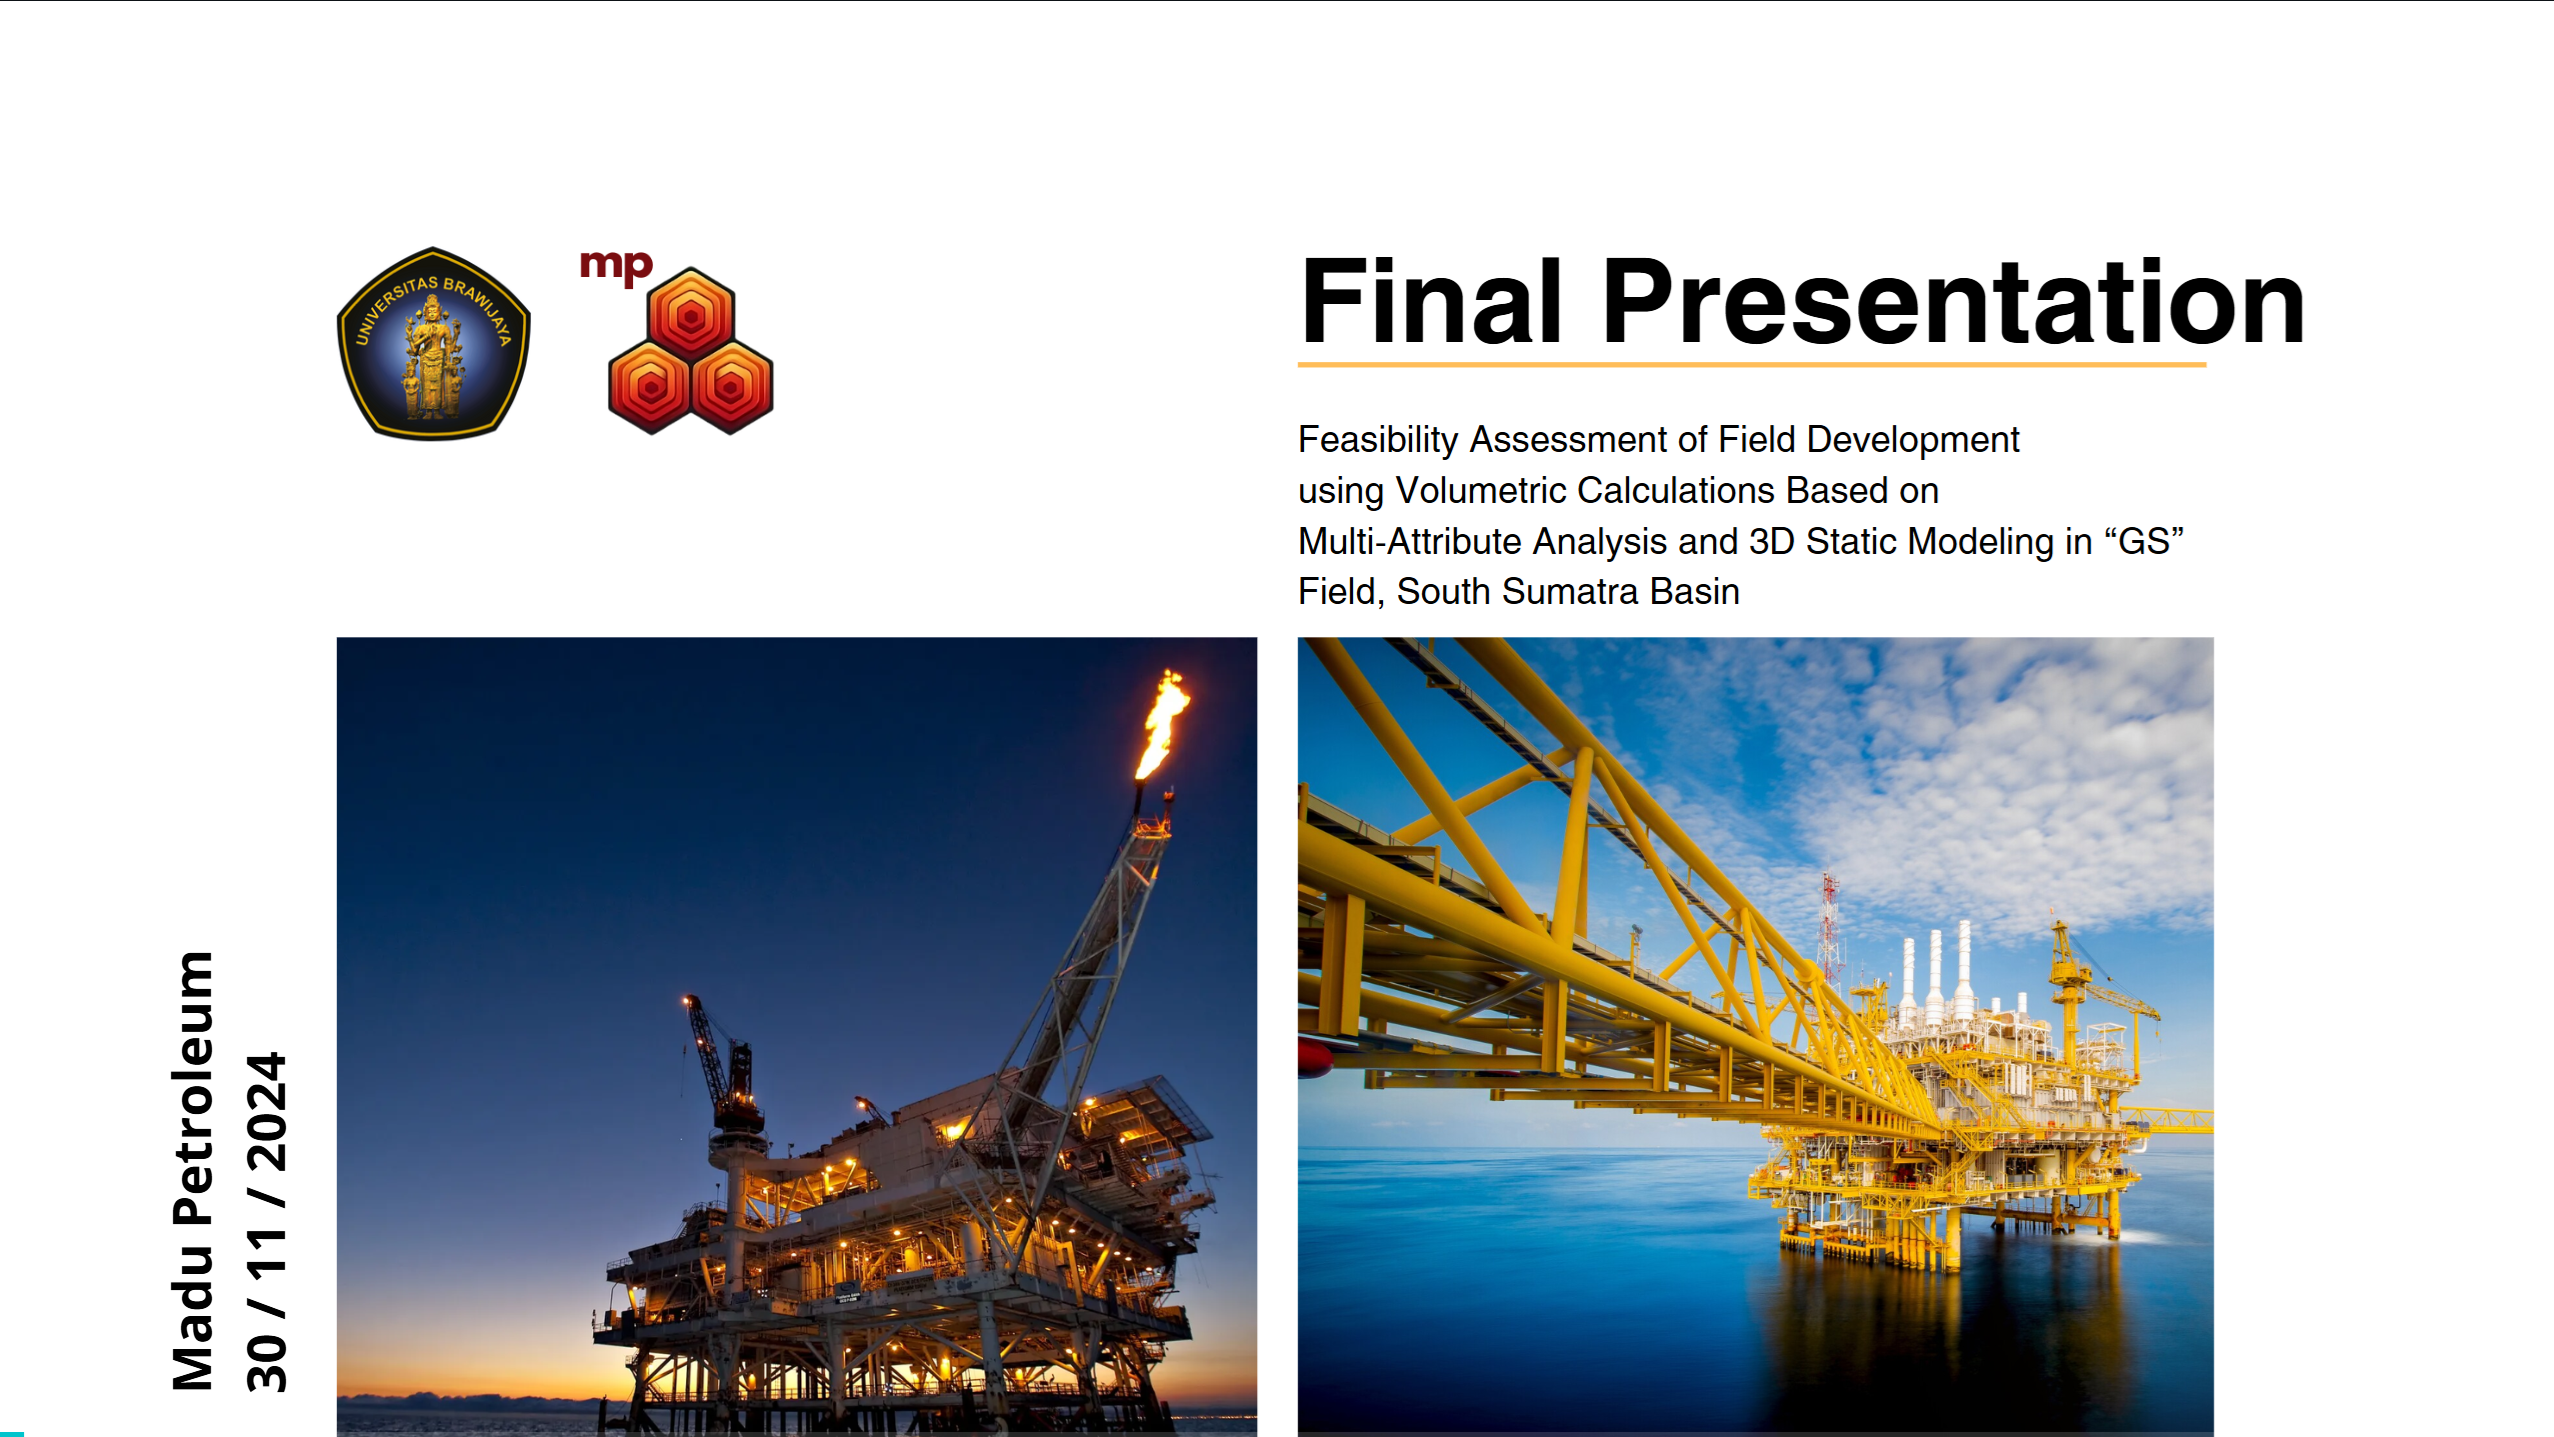 UNIVERSITAS BRAWIJAYA
mp
Final Presentation
Feasibility Assessment of Field Development
using Volumetric Calculations Based on
Multi-Attribute Analysis and 3D Static Modeling in “GS”
Field, South Sumatra Basin
Madu Petroleum
30 / 11 / 2024